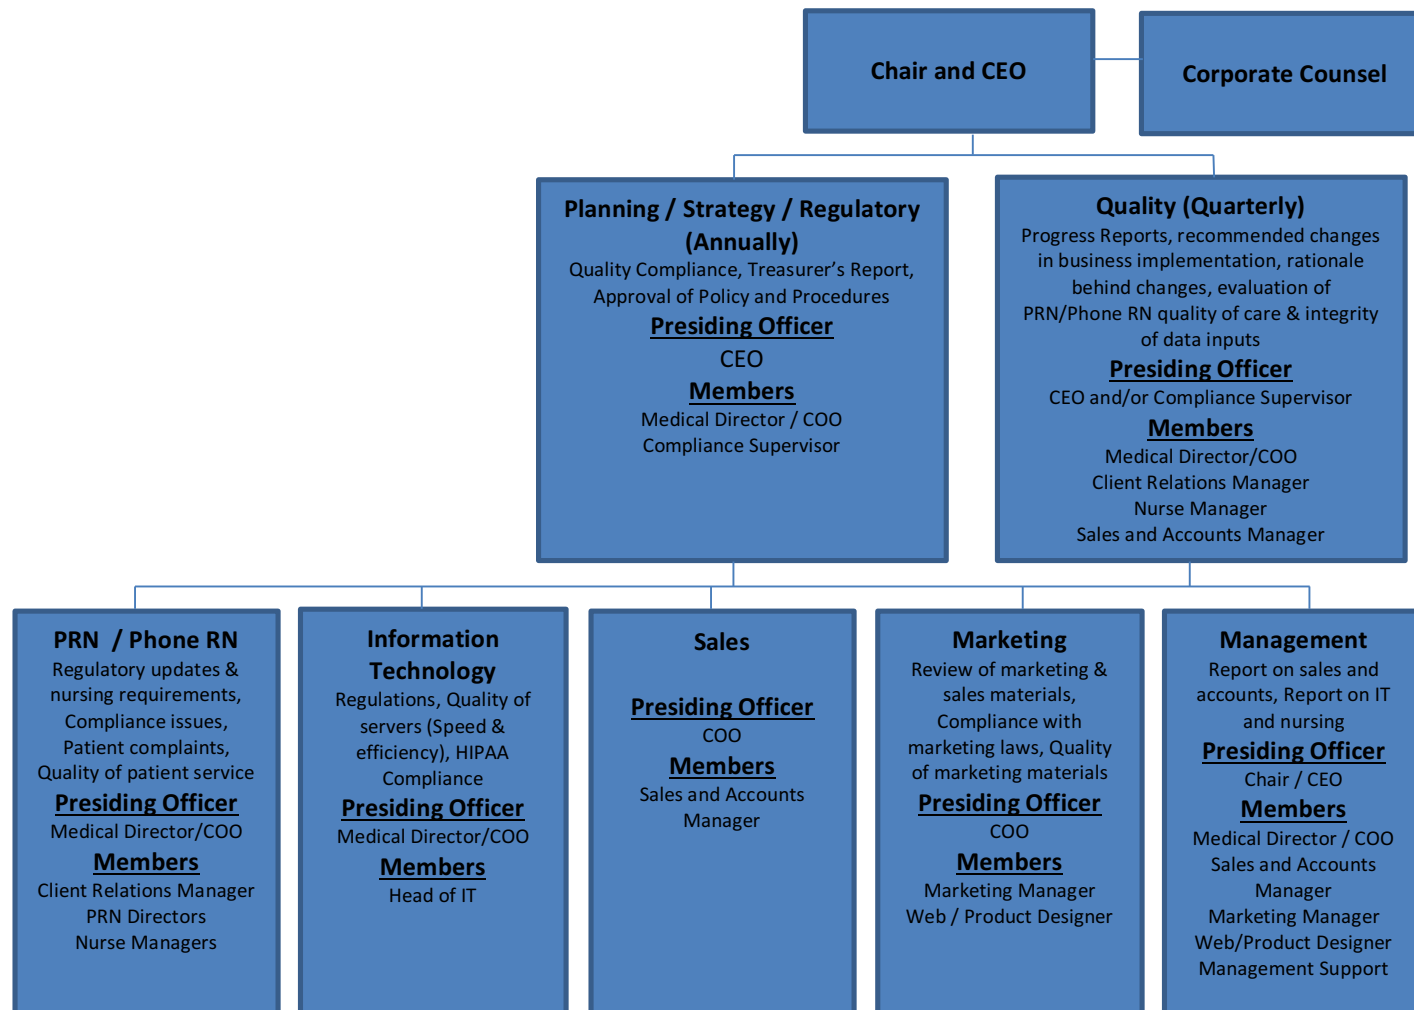 Chair and CEO
Corporate Counsel
Planning / Strategy / Regulatory
(Annually)
Quality Compliance, Treasurer’s Report,
Approval of Policy and Procedures
Presiding Officer
CEO
Members
Medical Director / COO
Compliance Supervisor
Quality (Quarterly)
Progress Reports, recommended changes
in business implementation, rationale
behind changes, evaluation of
PRN/Phone RN quality of care & integrity
of data inputs
Presiding Officer
CEO and/or Compliance Supervisor
Members
Medical Director/COO
Client Relations Manager
Nurse Manager
Sales and Accounts Manager
PRN / Phone RN
Regulatory updates &
nursing requirements,
Compliance issues,
Patient complaints,
Quality of patient service
Presiding Officer
Medical Director/COO
Members
Client Relations Manager
PRN Directors
Nurse Managers
Information
Technology
Regulations, Quality of
servers (Speed &
efficiency), HIPAA
Compliance
Presiding Officer
Medical Director/COO
Members
Head of IT
Sales
Presiding Officer
COO
Members
Sales and Accounts
Manager
Marketing
Review of marketing &
sales materials,
Compliance with
marketing laws, Quality
of marketing materials
Presiding Officer
COO
Members
Marketing Manager
Web / Product Designer
Management
Report on sales and
accounts, Report on IT
and nursing
Presiding Officer
Chair / CEO
Members
Medical Director / COO
Sales and Accounts
Manager
Marketing Manager
Web/Product Designer
Management Support